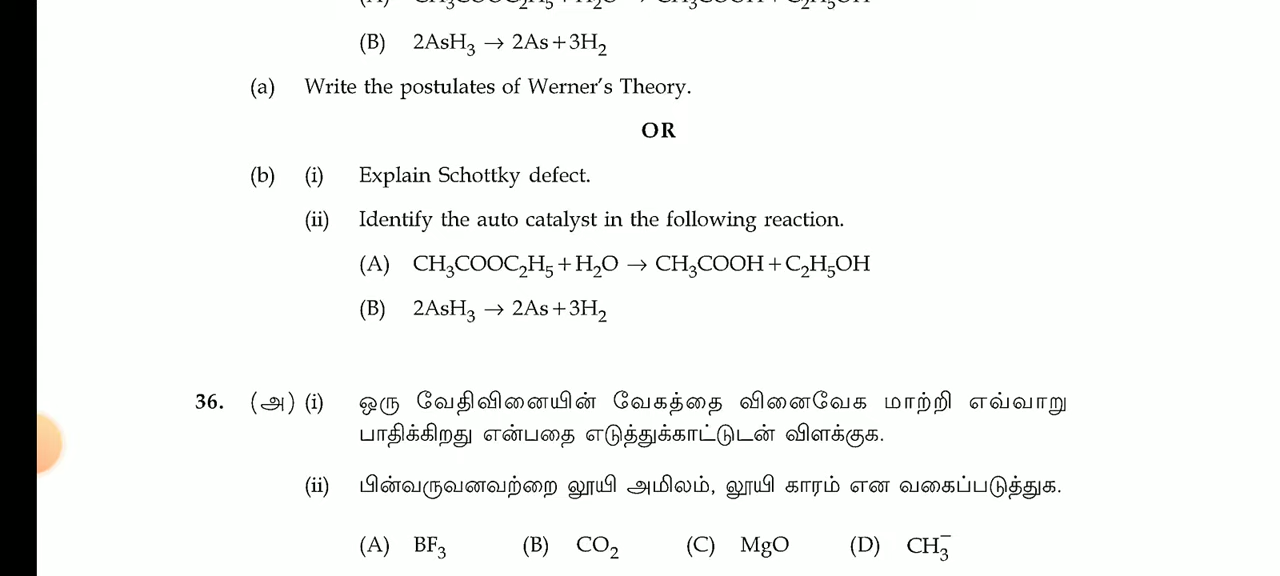 (B) 2AsH₃ → 2As+3H₂
(a) Write the postulates of Werner's Theory.
OR
(b) (i) Explain Schottky defect.
(ii) Identify the auto catalyst in the following reaction.
(A) CH₃COOC₂H₅+H₂O → CH₃COOH+C₂H₅OH
(B) 2AsH₃ → 2As+3H₂
36. (அ) (i) ஒரு வேதிவினையின் வேகத்தை வினைவேக மாற்றி எவ்வாறு
பாதிக்கிறது என்பதை எடுத்துக்காட்டுடன் விளக்குக.
(ii) பின்வருவனவற்றை லூயி அமிலம், லூயி காரம் என வகைப்படுத்துக.
(A) BF₃ (B) CO₂ (C) MgO (D) CH₃⁻